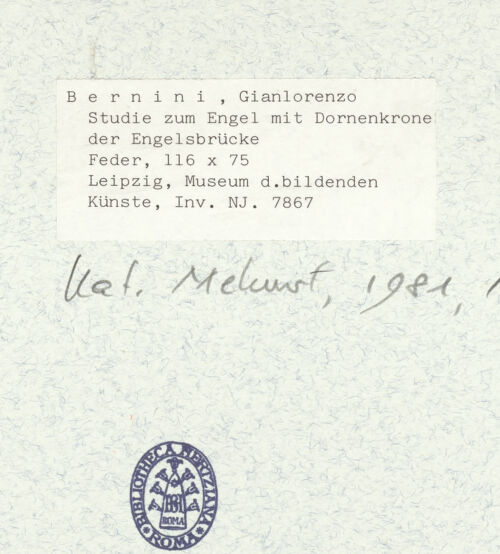 B e r n i n i , Gianlorenzo
Studie zum Engel mit Dornenkrone
der Engelsbrücke
Feder, 116 x 75
Leipzig, Museum d.bildenden
Künste, Inv. NJ. 7867
Kat. 1981,
BIBLIOTHECA HERTZIANA
ROMA
ROMA